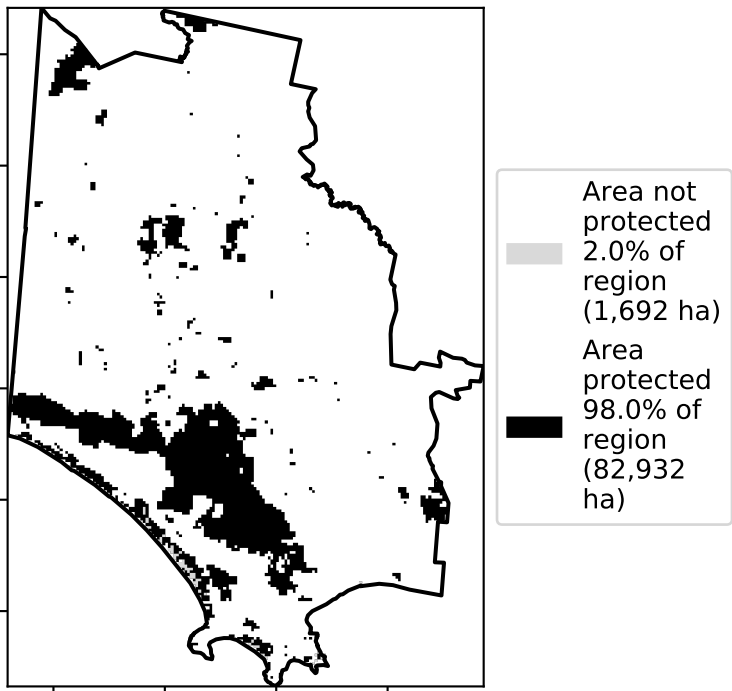 Area not
protected
2.0% of
region
(1,692 ha)
Area
protected
98.0% of
region
(82,932
ha)